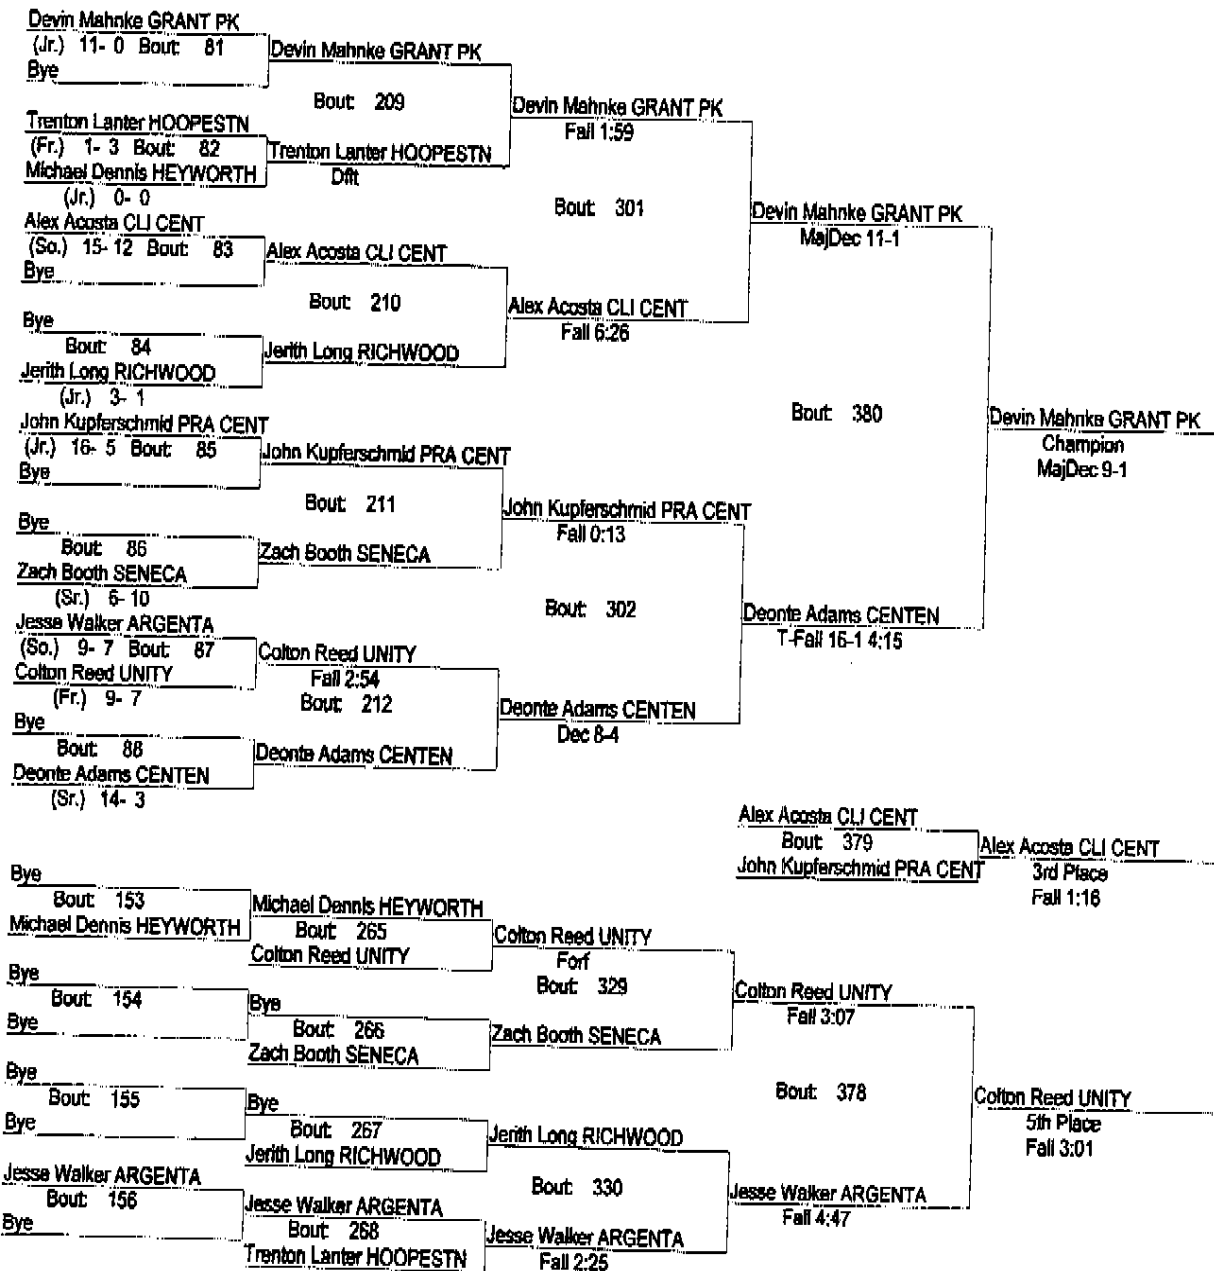 Devin Mahnke GRANT PK
(Jr.) 11- 0 Bout: 81
Bye
Devin Mahnke GRANT PK
Bout: 209
Trenton Lanter HOOPESTN
(Fr.) 1- 3 Bout: 82
Michael Dennis HEYWORTH
(Jr.) 0- 0
Trenton Lanter HOOPESTN
Dflt
Devin Mahnke GRANT PK
Fall 1:59
Bout: 301
Alex Acosta CLI CENT
(So.) 15- 12 Bout: 83
Bye
Alex Acosta CLI CENT
Bout: 210
Bye
Bout: 84
Jerith Long RICHWOOD
(Jr.) 3- 1
Jerith Long RICHWOOD
Alex Acosta CLI CENT
Fall 6:26
Devin Mahnke GRANT PK
MajDec 11-1
Bout: 380
Devin Mahnke GRANT PK
Champion
MajDec 9-1
John Kupferschmid PRA CENT
(Jr.) 16- 5 Bout: 85
Bye
John Kupferschmid PRA CENT
Bout: 211
Bye
Bout: 86
Zach Booth SENECA
(Sr.) 6- 10
Zach Booth SENECA
John Kupferschmid PRA CENT
Fall 0:13
Bout: 302
Jesse Walker ARGENTA
(So.) 9- 7 Bout: 87
Colton Reed UNITY
(Fr.) 9- 7
Colton Reed UNITY
Fall 2:54
Bout: 212
Bye
Bout: 88
Deonte Adams CENTEN
(Sr.) 14- 3
Deonte Adams CENTEN
Deonte Adams CENTEN
Dec 8-4
Deonte Adams CENTEN
T-Fall 16-1 4:15
Alex Acosta CLI CENT
Bout: 379
John Kupferschmid PRA CENT
Alex Acosta CLI CENT
3rd Place
Fall 1:16
Bye
Bout: 153
Michael Dennis HEYWORTH
Michael Dennis HEYWORTH
Bout: 265
Colton Reed UNITY
Colton Reed UNITY
Forf
Bout: 329
Bye
Bout: 154
Bye
Bye
Bout: 266
Zach Booth SENECA
Zach Booth SENECA
Colton Reed UNITY
Fall 3:07
Bout: 378
Bye
Bout: 155
Bye
Bye
Bout: 267
Jerith Long RICHWOOD
Jerith Long RICHWOOD
Bout: 330
Jesse Walker ARGENTA
Bout: 156
Bye
Jesse Walker ARGENTA
Bout: 268
Trenton Lanter HOOPESTN
Jesse Walker ARGENTA
Fall 2:25
Jesse Walker ARGENTA
Fall 4:47
Colton Reed UNITY
5th Place
Fall 3:01